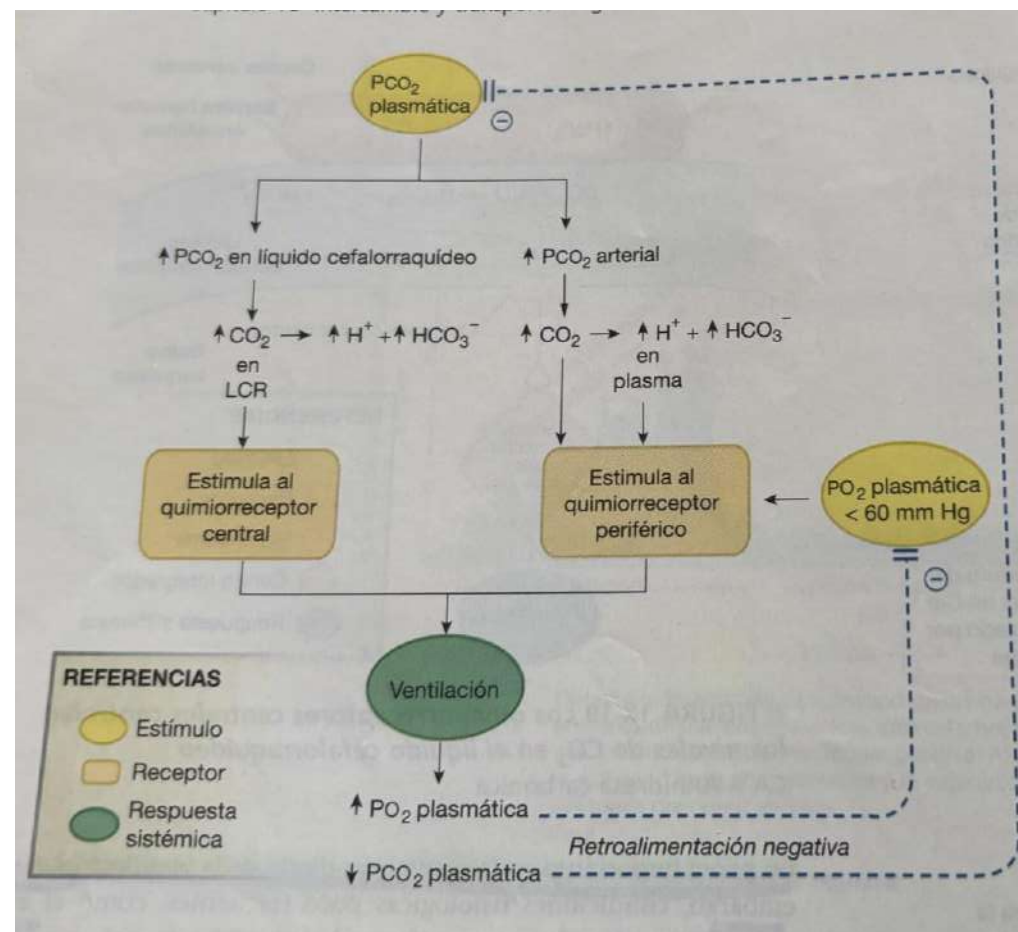 PCO₂
plasmática
⊖
↑ PCO₂ en líquido cefalorraquídeo
↑ PCO₂ arterial
↑ CO₂ → ↑ H⁺ + ↑ HCO₃⁻
en
LCR
↑ CO₂ → ↑ H⁺ + ↑ HCO₃⁻
en
plasma
Estimula al
quimiorreceptor
central
Estimula al
quimiorreceptor
periférico
PO₂ plasmática
< 60 mm Hg
⊖
Ventilación
REFERENCIAS
Estímulo
Receptor
Respuesta
sistémica
↑ PO₂ plasmática
Retroalimentación negativa
↓ PCO₂ plasmática